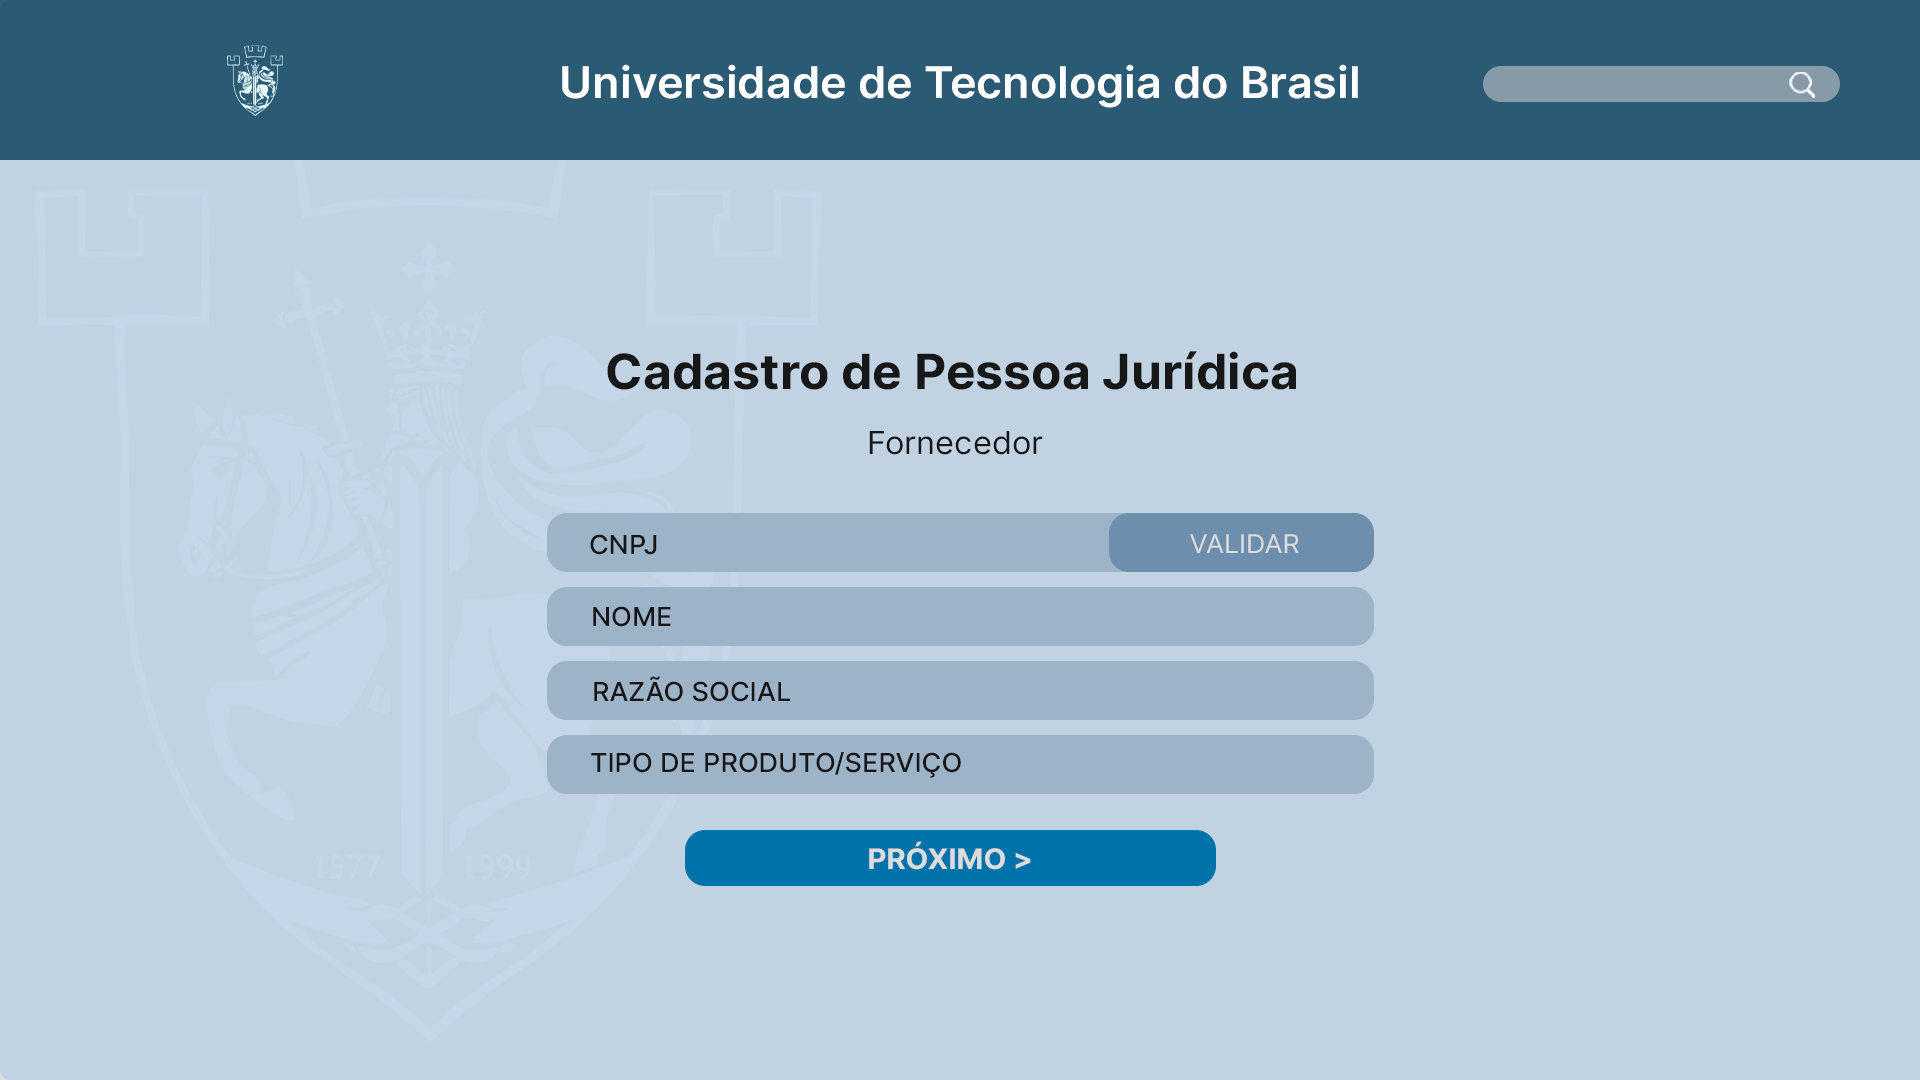 Universidade de Tecnologia do Brasil
Cadastro de Pessoa Jurídica
Fornecedor
CNPJ
VALIDAR
NOME
RAZÃO SOCIAL
TIPO DE PRODUTO/SERVIÇO
1577 1999
PRÓXIMO >